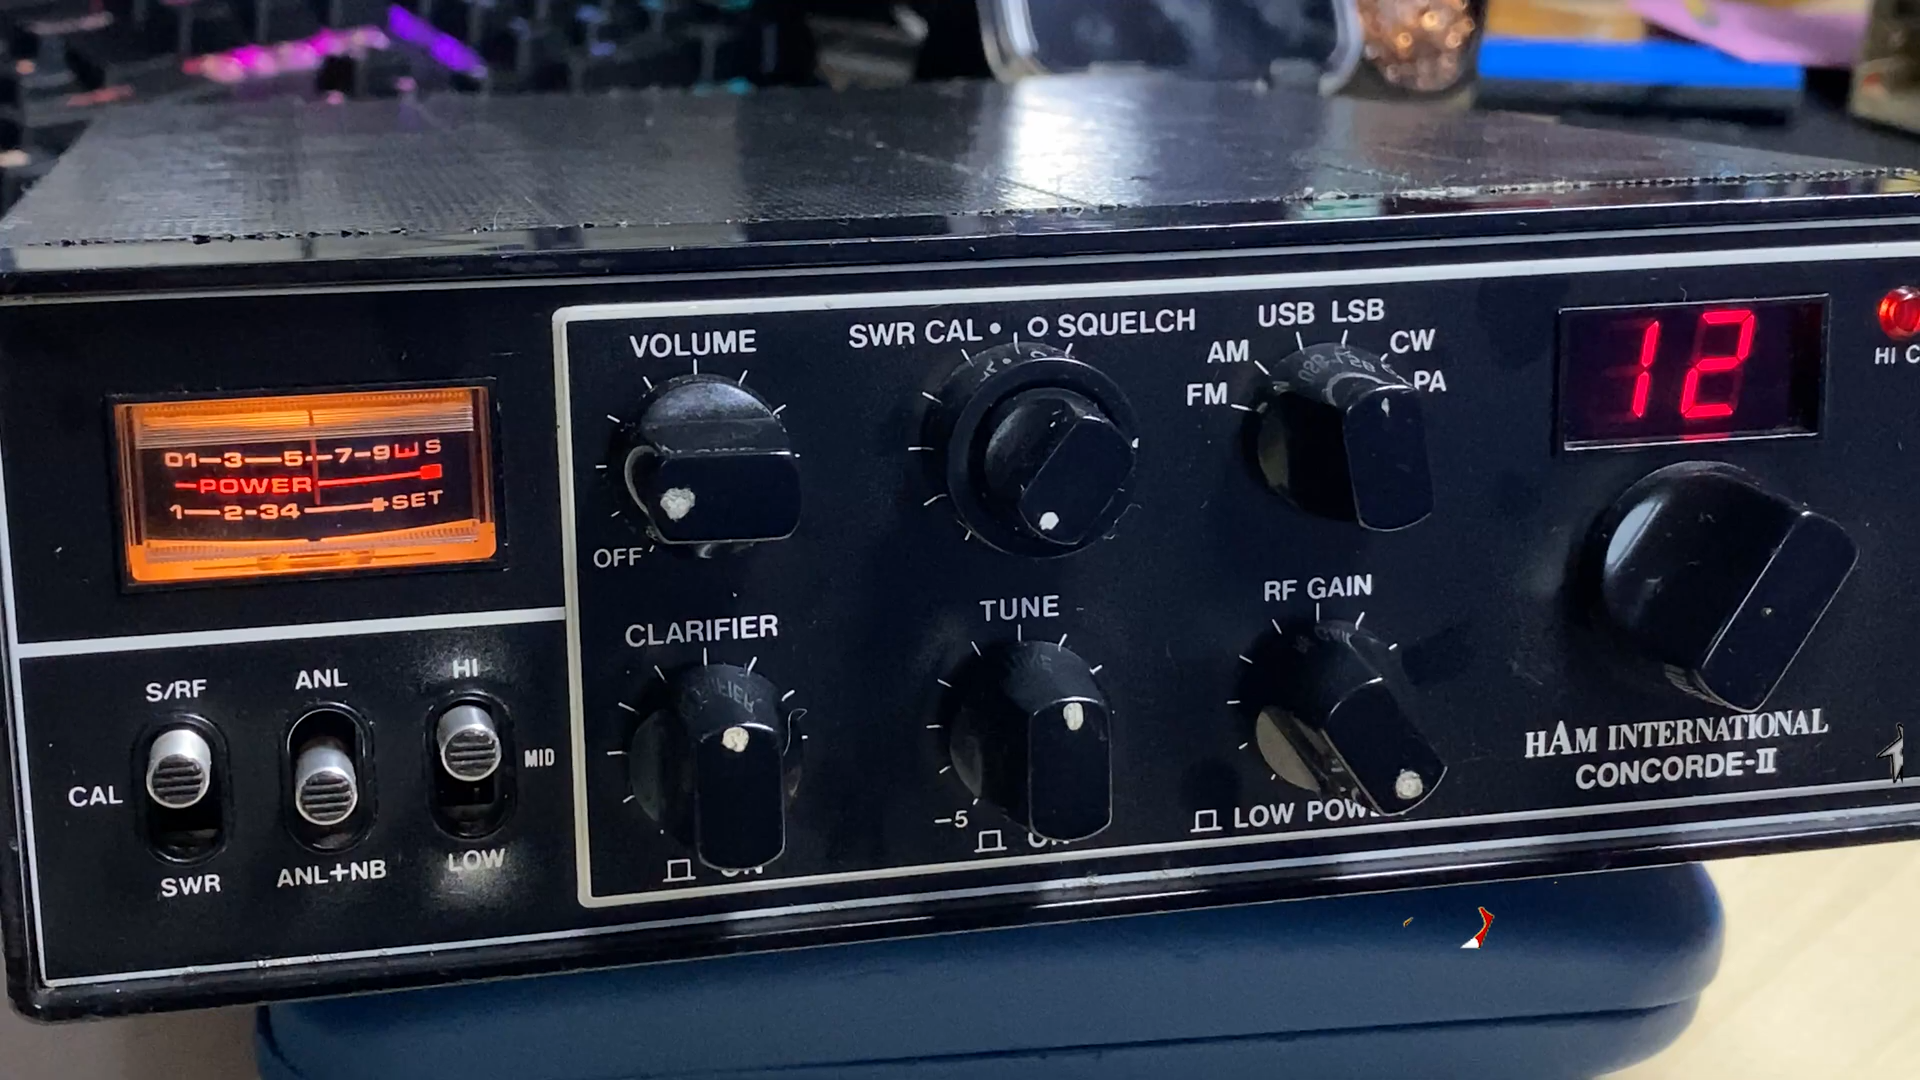 VOLUME
SWR CAL • O SQUELCH
USB LSB
AM
CW
FM
PA
12
HI C
01-3-5-7-9 S
POWER
1-2-34 SET
OFF
CLARIFIER
TUNE
RF GAIN
S/RF
ANL
HI
CAL
MID
SWR
ANL+NB
LOW
ON
-5
LOW POW
HAM INTERNATIONAL
CONCORDE-II